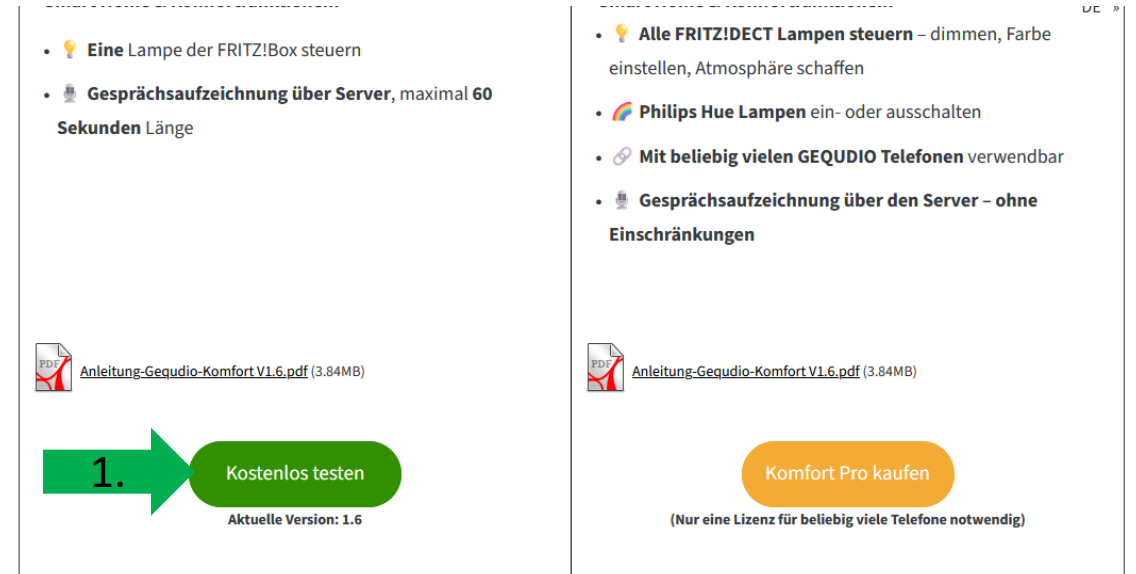 DE »
• Eine Lampe der FRITZ!Box steuern
• Gesprächsaufzeichnung über Server, maximal 60
Sekunden Länge
PDF
Anleitung-Gequdio-Komfort V1.6.pdf (3.84MB)
1.
Kostenlos testen
Aktuelle Version: 1.6
• Alle FRITZ!DECT Lampen steuern – dimmen, Farbe
einstellen, Atmosphäre schaffen
• Philips Hue Lampen ein- oder ausschalten
• Mit beliebig vielen GEQUDIO Telefonen verwendbar
• Gesprächsaufzeichnung über den Server – ohne
Einschränkungen
PDF
Anleitung-Gequdio-Komfort V1.6.pdf (3.84MB)
Komfort Pro kaufen
(Nur eine Lizenz für beliebig viele Telefone notwendig)